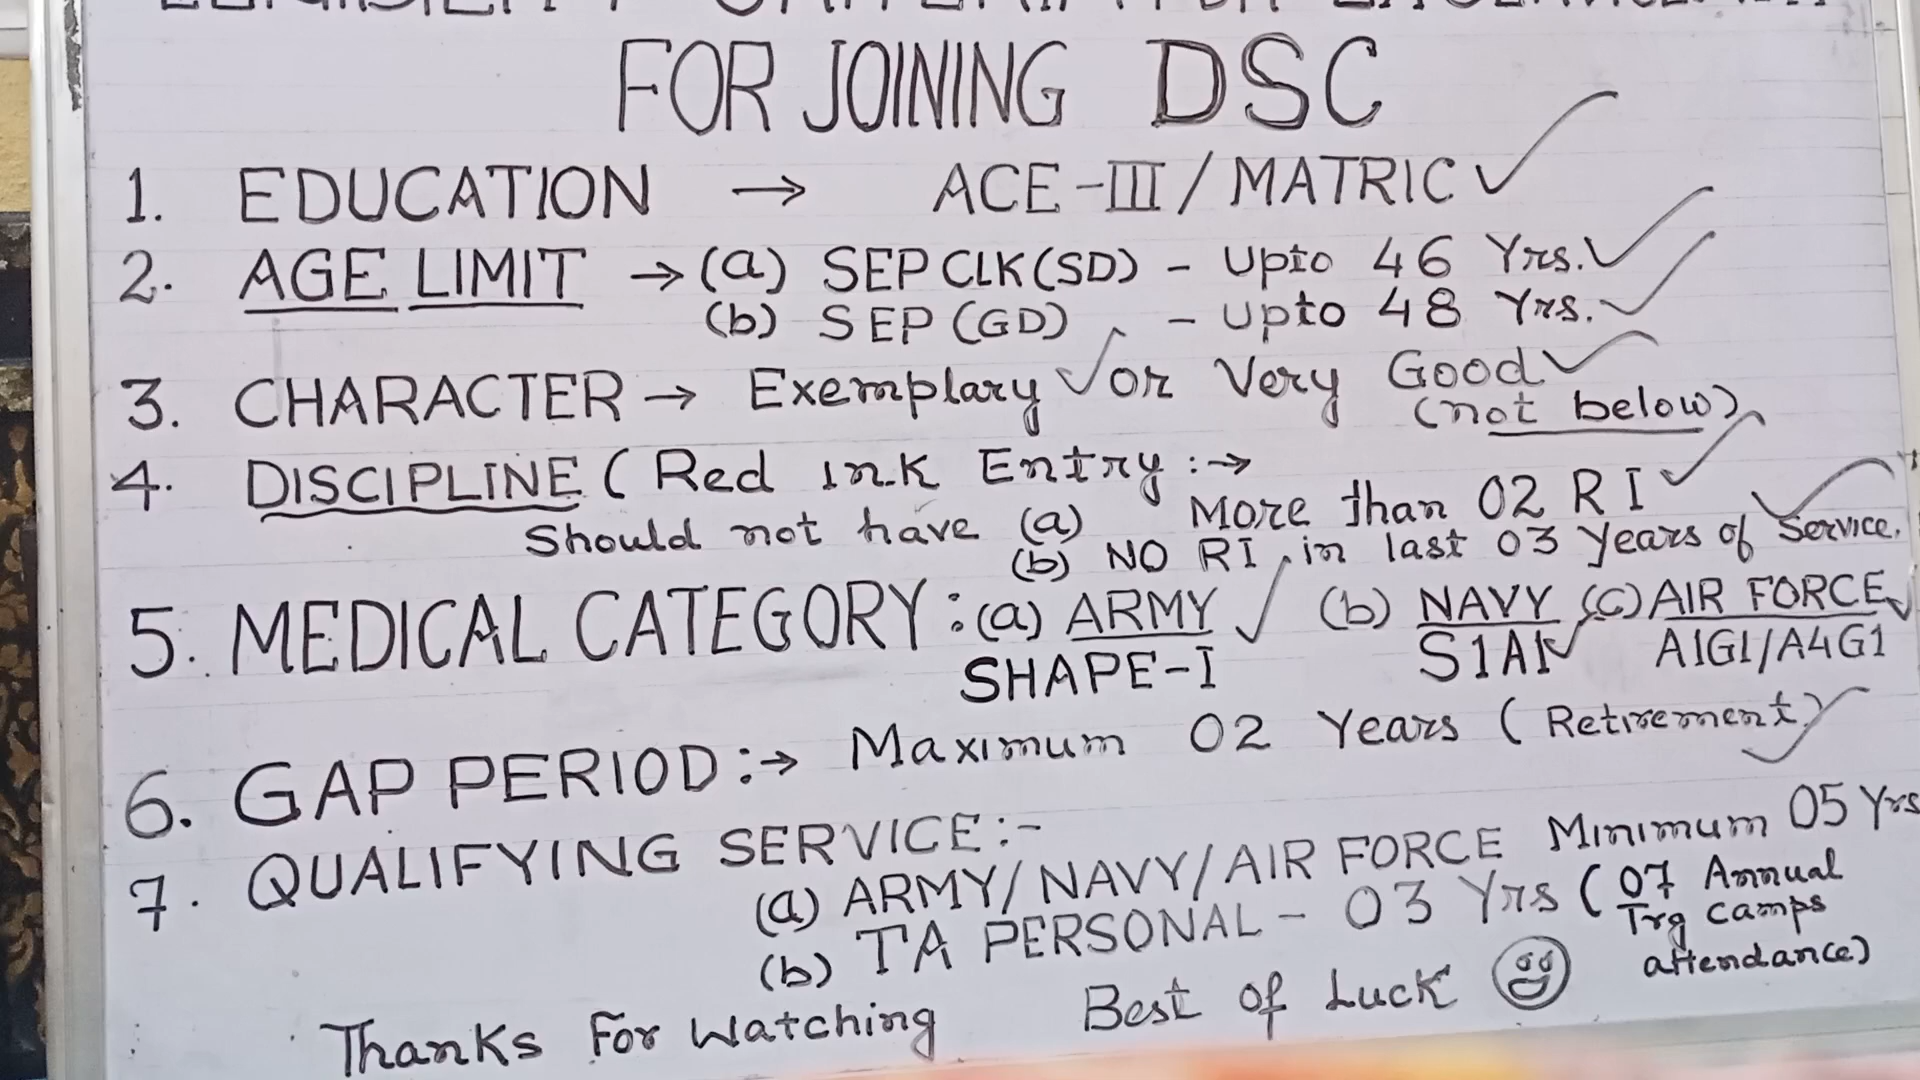 FOR JOINING DSC
1. EDUCATION → ACE-III/MATRIC ✓
2. AGE LIMIT → (a) SEP CLK(SD) - Upto 46 Yrs. ✓
(b) SEP (GD) - Upto 48 Yrs. ✓
3. CHARACTER → Exemplary ✓ or Very Good ✓
(not below)
4. DISCIPLINE (Red Ink Entry :→
Should not have (a) More than 02 RI ✓
(b) NO RI in last 03 Years of Service. ✓
5. MEDICAL CATEGORY : (a) ARMY ✓ (b) NAVY (C) AIR FORCE ✓
SHAPE-I S1A1 ✓ A1G1/A4G1
6. GAP PERIOD :→ Maximum 02 Years (Retirement) ✓
7. QUALIFYING SERVICE :-
(a) ARMY/NAVY/AIR FORCE Minimum 05 Yrs
(b) TA PERSONAL - 03 Yrs (07 Annual
Trg Camps
attendance)
Thanks For Watching Best of Luck